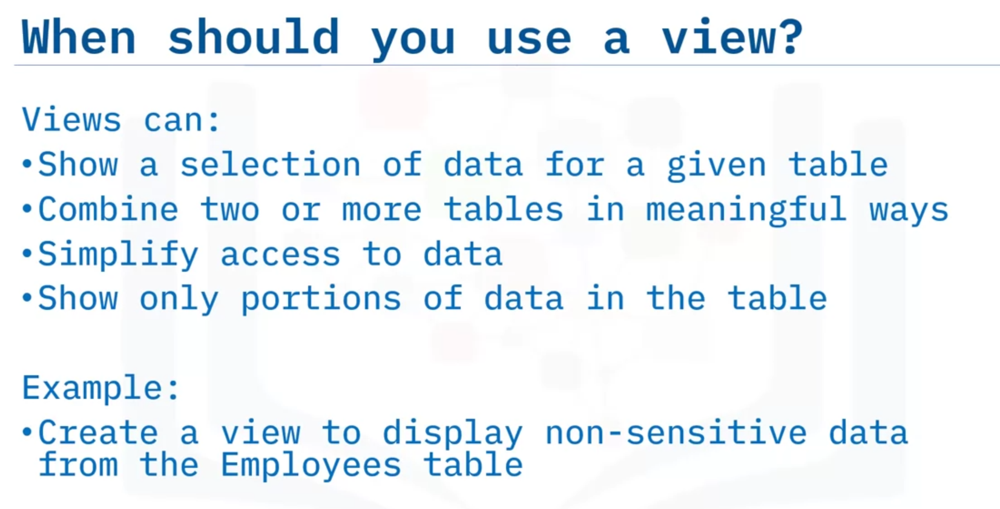 When should you use a view?
Views can:
•Show a selection of data for a given table
•Combine two or more tables in meaningful ways
•Simplify access to data
•Show only portions of data in the table
Example:
•Create a view to display non-sensitive data
from the Employees table